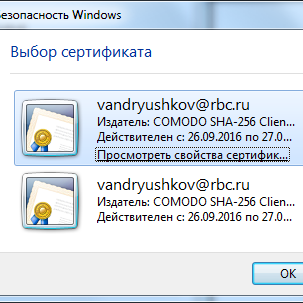 Безопасность Windows
Выбор сертификата
vandryushkov@rbc.ru
Издатель: COMODO SHA-256 Clien...
Действителен с: 26.09.2016 по 27.0...
Просмотреть свойства сертифик...
vandryushkov@rbc.ru
Издатель: COMODO SHA-256 Clien...
Действителен с: 26.09.2016 по 27.0...
ОК